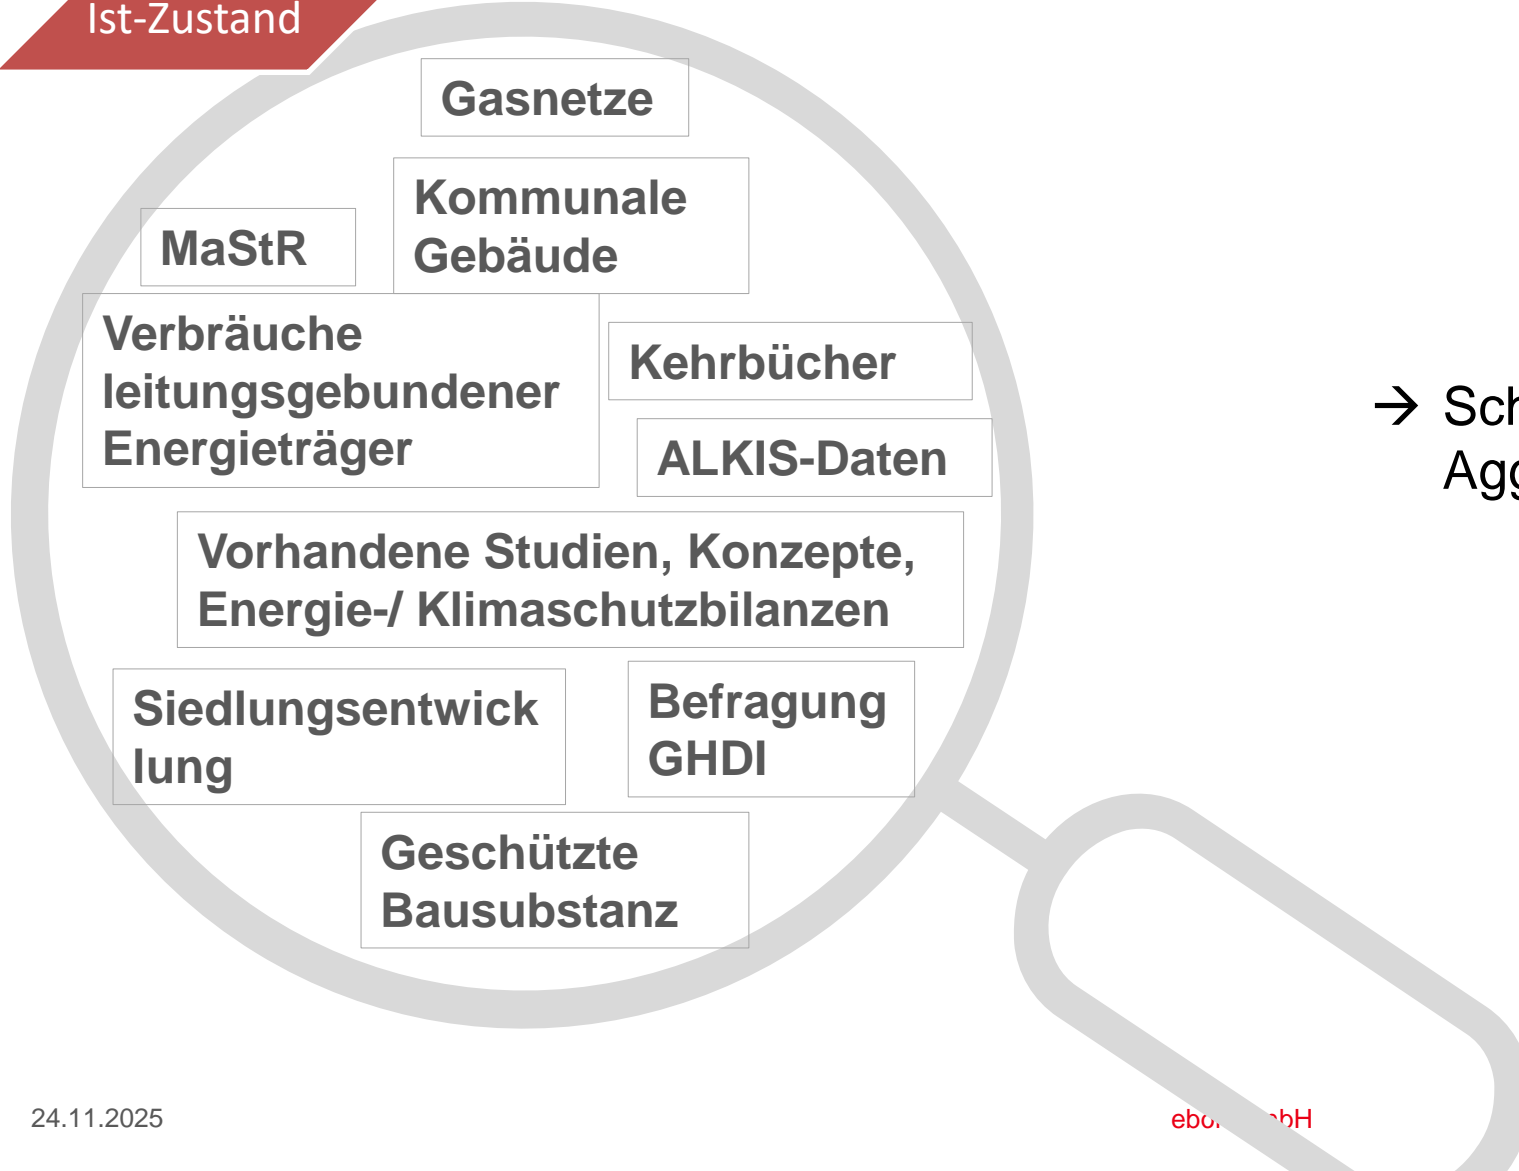 Ist-Zustand
Gasnetze
Kommunale
Gebäude
MaStR
Verbräuche
leitungsgebundener
Energieträger
Kehrbücher
ALKIS-Daten
Vorhandene Studien, Konzepte,
Energie-/ Klimaschutzbilanzen
Siedlungsentwick
lung
Befragung
GHDI
Geschützte
Bausubstanz
→
24.11.2025